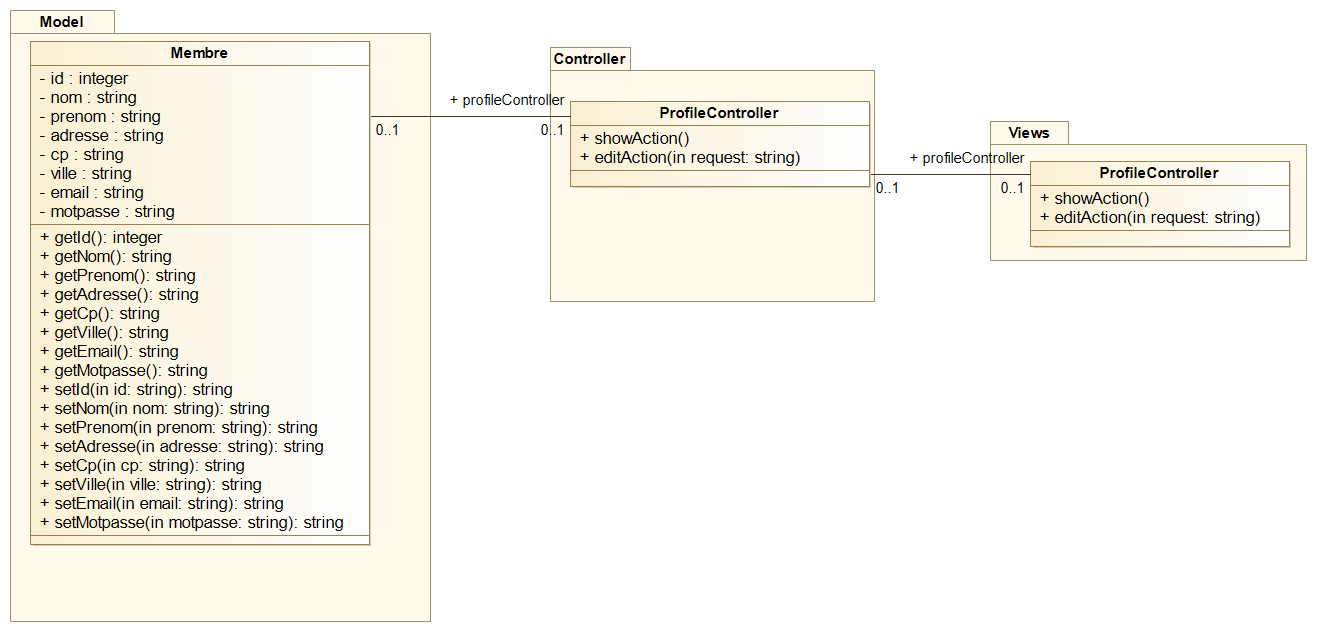 Model
Membre
- id : integer
- nom : string
- prenom : string
- adresse : string
- cp : string
- ville : string
- email : string
- motpasse : string
+ getId(): integer
+ getNom(): string
+ getPrenom(): string
+ getAdresse(): string
+ getCp(): string
+ getVille(): string
+ getEmail(): string
+ getMotpasse(): string
+ setId(in id: string): string
+ setNom(in nom: string): string
+ setPrenom(in prenom: string): string
+ setAdresse(in adresse: string): string
+ setCp(in cp: string): string
+ setVille(in ville: string): string
+ setEmail(in email: string): string
+ setMotpasse(in motpasse: string): string
+ profileController
0..1
0..1
Controller
ProfileController
+ showAction()
+ editAction(in request: string)
+ profileController
0..1
0..1
Views
ProfileController
+ showAction()
+ editAction(in request: string)